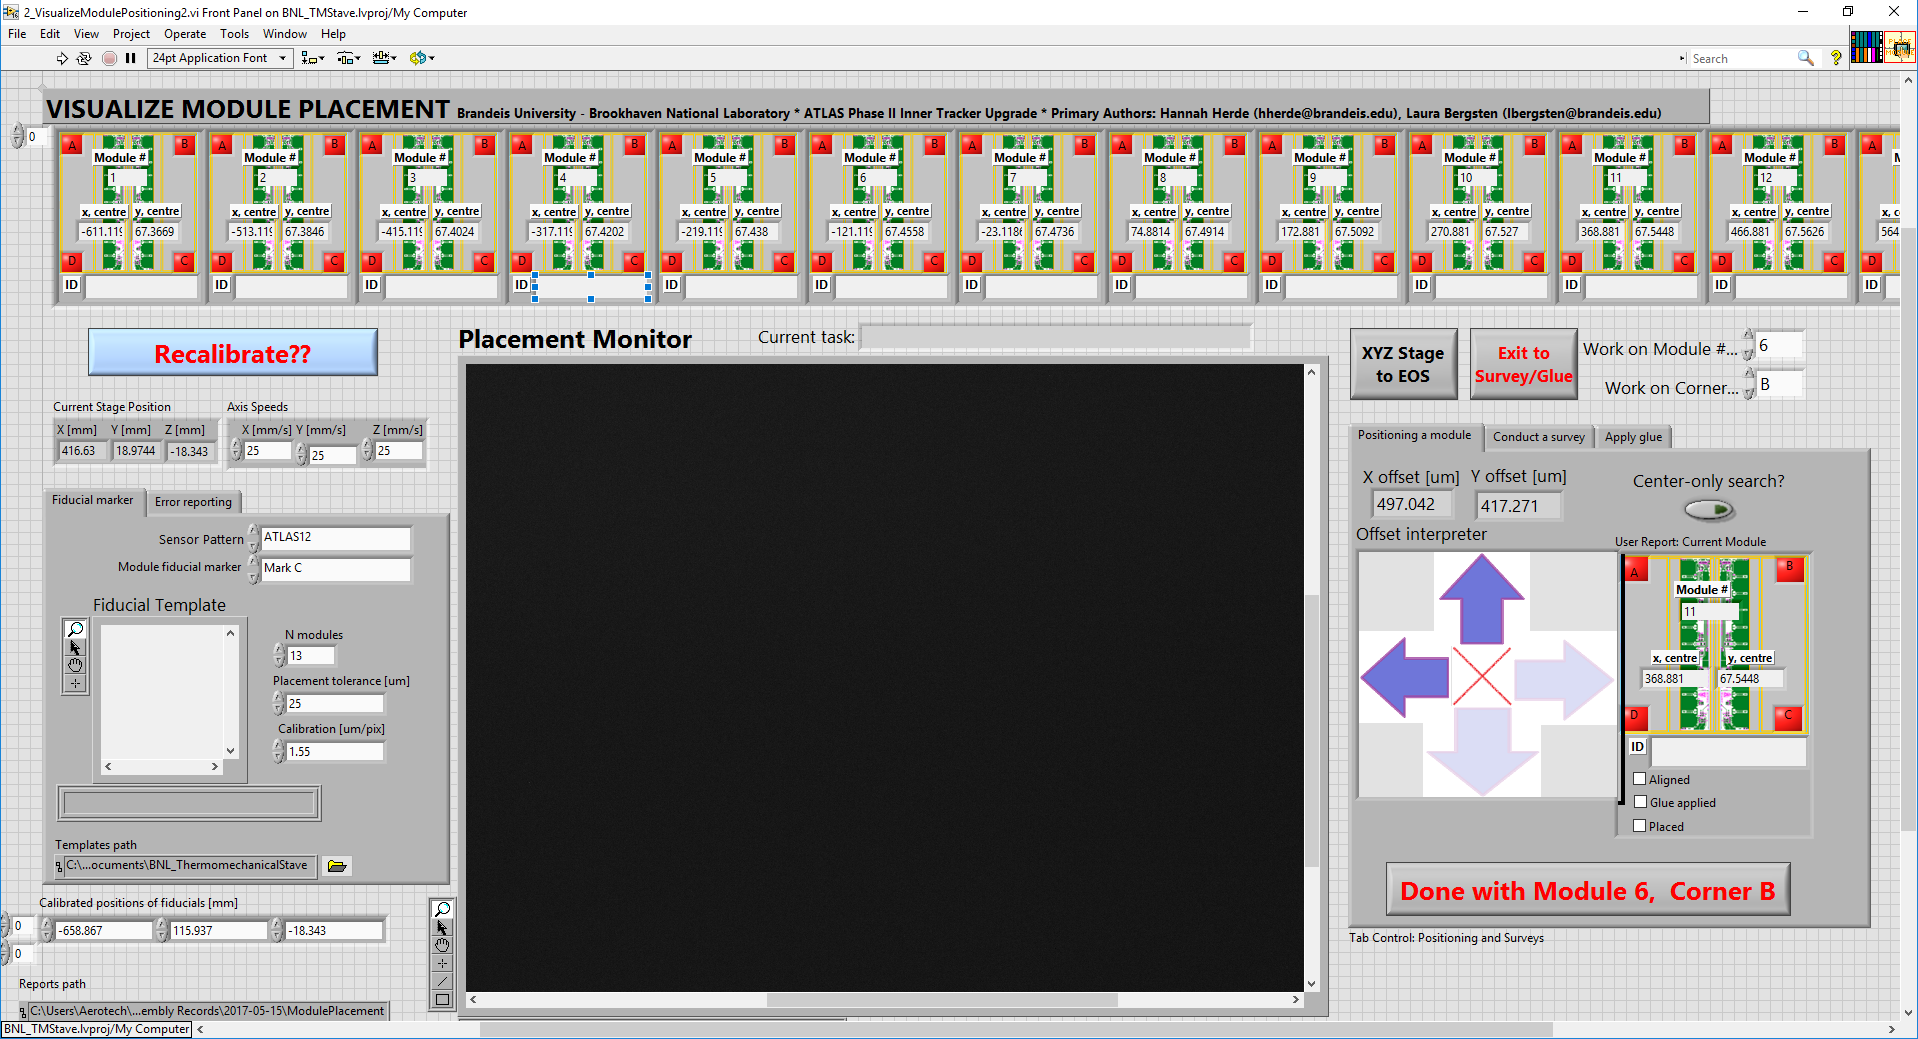 2_VisualizeModulePositioning2.vi Front Panel on BNL_TMStave.lvproj/My Computer
File Edit View Project Operate Tools Window Help
24pt Application Font
Search
VISUALIZE MODULE PLACEMENT Brandeis University - Brookhaven National Laboratory * ATLAS Phase II Inner Tracker Upgrade * Primary Authors: Hannah Herde (hherde@brandeis.edu), Laura Bergsten (lbergsten@brandeis.edu)
0
A B A B A B A B A B A B A B A B A B A B A B A B A
Module # Module # Module # Module # Module # Module # Module # Module # Module # Module # Module # Module #
1 2 3 4 5 6 7 8 9 10 11 12
x, centre y, centre x, centre y, centre x, centre y, centre x, centre y, centre x, centre y, centre x, centre y, centre x, centre y, centre x, centre y, centre x, centre y, centre x, centre y, centre x, centre y, centre x, centre y, centre x, c
-611.119 67.3669 -513.119 67.3846 -415.119 67.4024 -317.119 67.4202 -219.119 67.438 -121.119 67.4558 -23.1186 67.4736 74.8814 67.4914 172.881 67.5092 270.881 67.527 368.881 67.5448 466.881 67.5626 564
D C D C D C D C D C D C D C D C D C D C D C D C D
ID ID ID ID ID ID ID ID ID ID ID ID ID
Recalibrate??
Placement Monitor
Current task:
XYZ Stage
to EOS
Exit to
Survey/Glue
Work on Module #... 6
Work on Corner... B
Current Stage Position Axis Speeds
X [mm] Y [mm] Z [mm] X [mm/s] Y [mm/s] Z [mm/s]
416.63 18.9744 -18.343 25 25 25
Fiducial marker Error reporting
Sensor Pattern ATLAS12
Module fiducial marker Mark C
Fiducial Template
N modules
13
Placement tolerance [um]
25
Calibration [um/pix]
1.55
Templates path
C:\...ocuments\BNL_ThermomechanicalStave
Calibrated positions of fiducials [mm]
0 -658.867 115.937 -18.343
0
Reports path
C:\Users\Aerotech\...embly Records\2017-05-15\ModulePlacement
Positioning a module Conduct a survey Apply glue
X offset [um] Y offset [um]
497.042 417.271
Center-only search?
Offset interpreter
User Report: Current Module
A B
Module #
11
x, centre y, centre
368.881 67.5448
D C
ID
Aligned
Glue applied
Placed
Done with Module 6, Corner B
Tab Control: Positioning and Surveys
BNL_TMStave.lvproj/My Computer